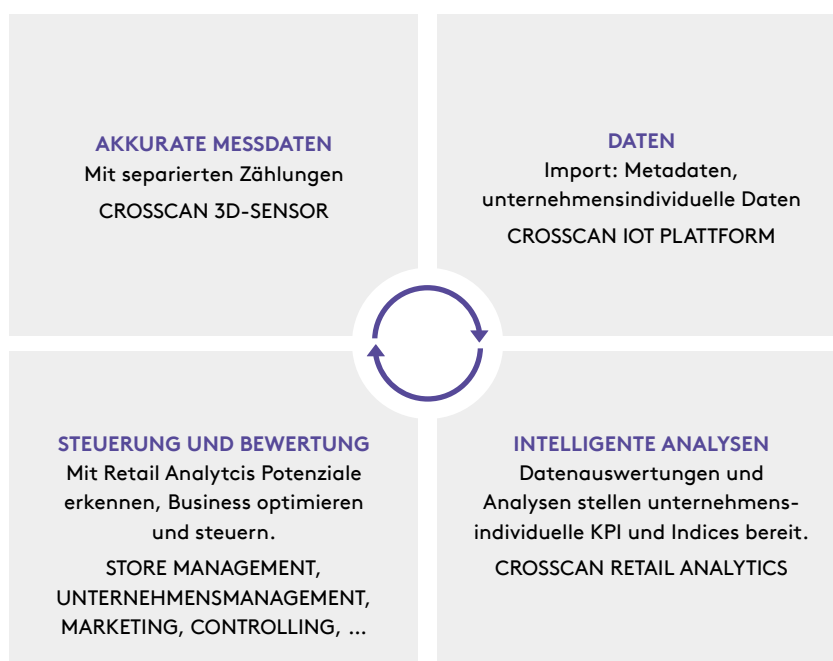 AKKURATE MESSDATEN
Mit separierten Zählungen
CROSSCAN 3D-SENSOR
DATEN
Import: Metadaten,
unternehmensindividuelle Daten
CROSSCAN IOT PLATTFORM
STEUERUNG UND BEWERTUNG
Mit Retail Analytcis Potenziale
erkennen, Business optimieren
und steuern.
STORE MANAGEMENT,
UNTERNEHMENSMANAGEMENT,
MARKETING, CONTROLLING, ...
INTELLIGENTE ANALYSEN
Datenauswertungen und
Analysen stellen unternehmens-
individuelle KPI und Indices bereit.
CROSSCAN RETAIL ANALYTICS